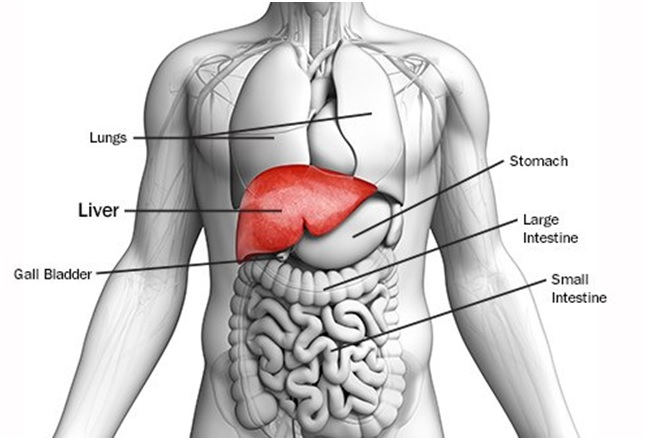 Lungs
Liver
Gall Bladder
Stomach
Large
Intestine
Small
Intestine